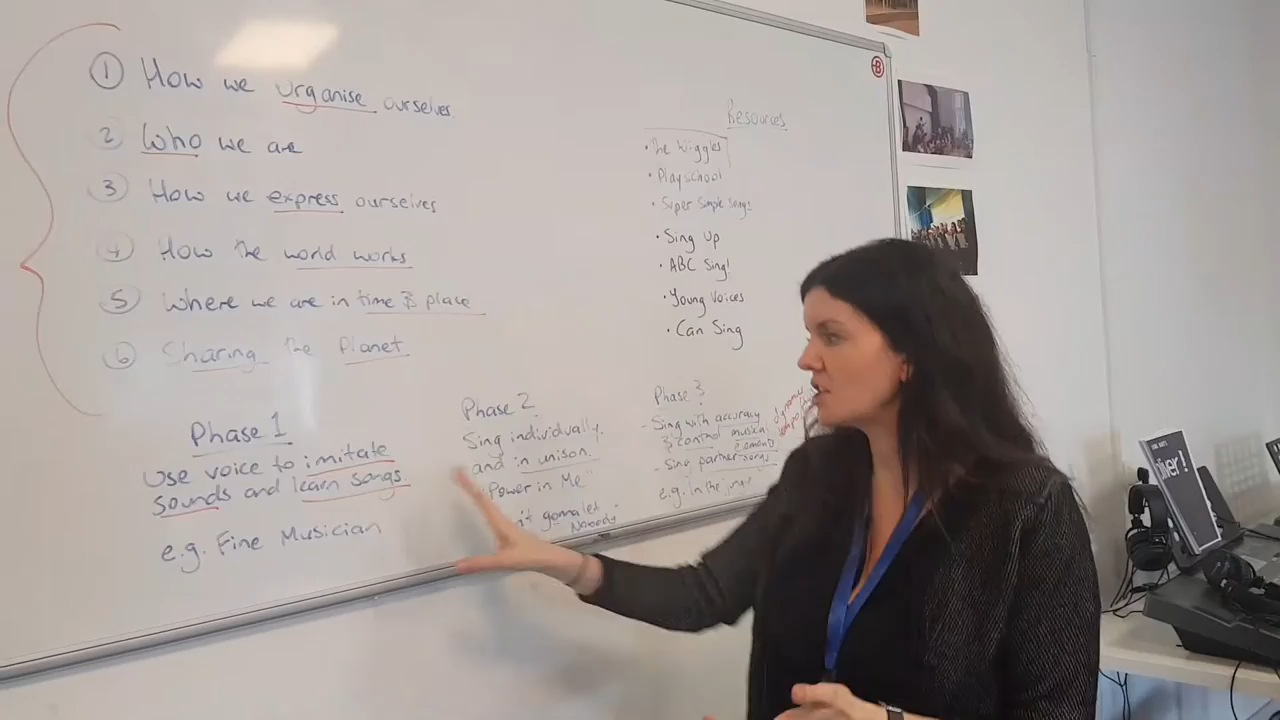 ① How we organise ourselves
② Who we are
③ How we express ourselves
④ How the world works
⑤ Where we are in time & place
⑥ Sharing the Planet
Phase 1
Use voice to imitate
sounds and learn songs
e.g. Fine Musician
Phase 2
Sing individually
and in unison.
"Power in Me"
Nobody"
Resources
• The Wiggles
• Playschool
• Super Simple Songs
• Sing Up
• ABC Sing!
• Young Voices
• Can Sing
Phase 3
- Sing with accuracy
& control musical
elements
- Sing partner songs
e.g. In the jungle
dynamics
B